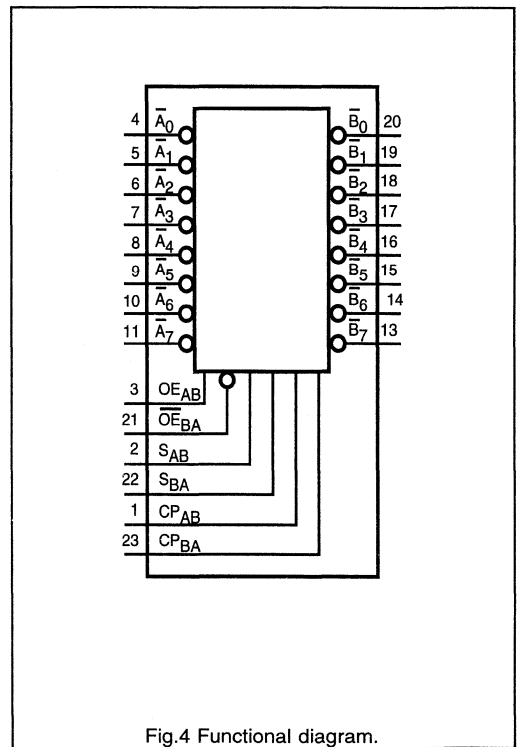 4 A̅0 B̅0 20
5 A̅1 B̅1 19
6 A̅2 B̅2 18
7 A̅3 B̅3 17
8 A̅4 B̅4 16
9 A̅5 B̅5 15
10 A̅6 B̅6 14
11 A̅7 B̅7 13
3 OEAB
21 O̅E̅BA
2 SAB
22 SBA
1 CPAB
23 CPBA
Fig.4 Functional diagram.